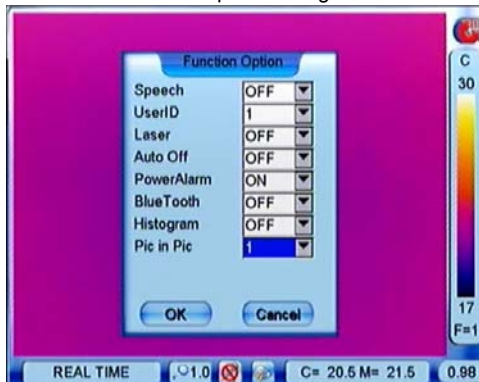 Function Option
Speech OFF
UserID 1
Laser OFF
Auto Off OFF
PowerAlarm ON
BlueTooth OFF
Histogram OFF
Pic in Pic 1
OK Cancel
C
30
17
F=1
REAL TIME 1.0 C= 20.5 M= 21.5 0.98